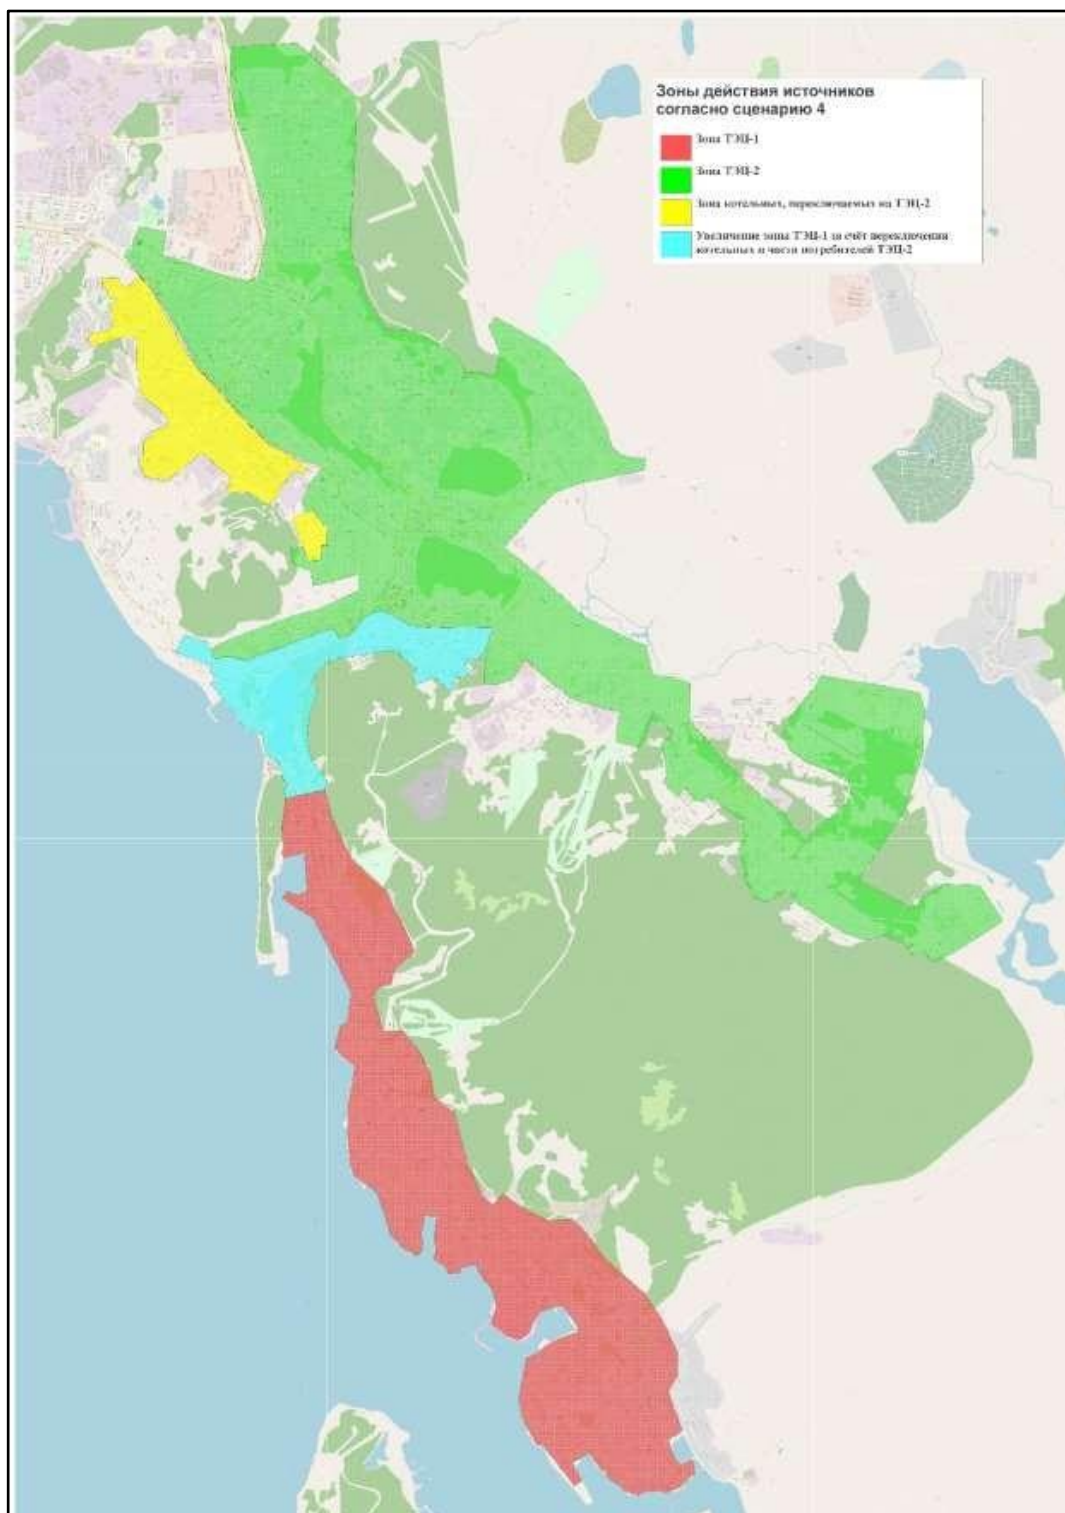 Зоны действия источников
согласно сценарию 4
Зона ТЭЦ-1
Зона ТЭЦ-2
Зона котельных, переключаемых на ТЭЦ-2
Увеличение зоны ТЭЦ-1 за счёт переключения
котельных и части потребителей ТЭЦ-2